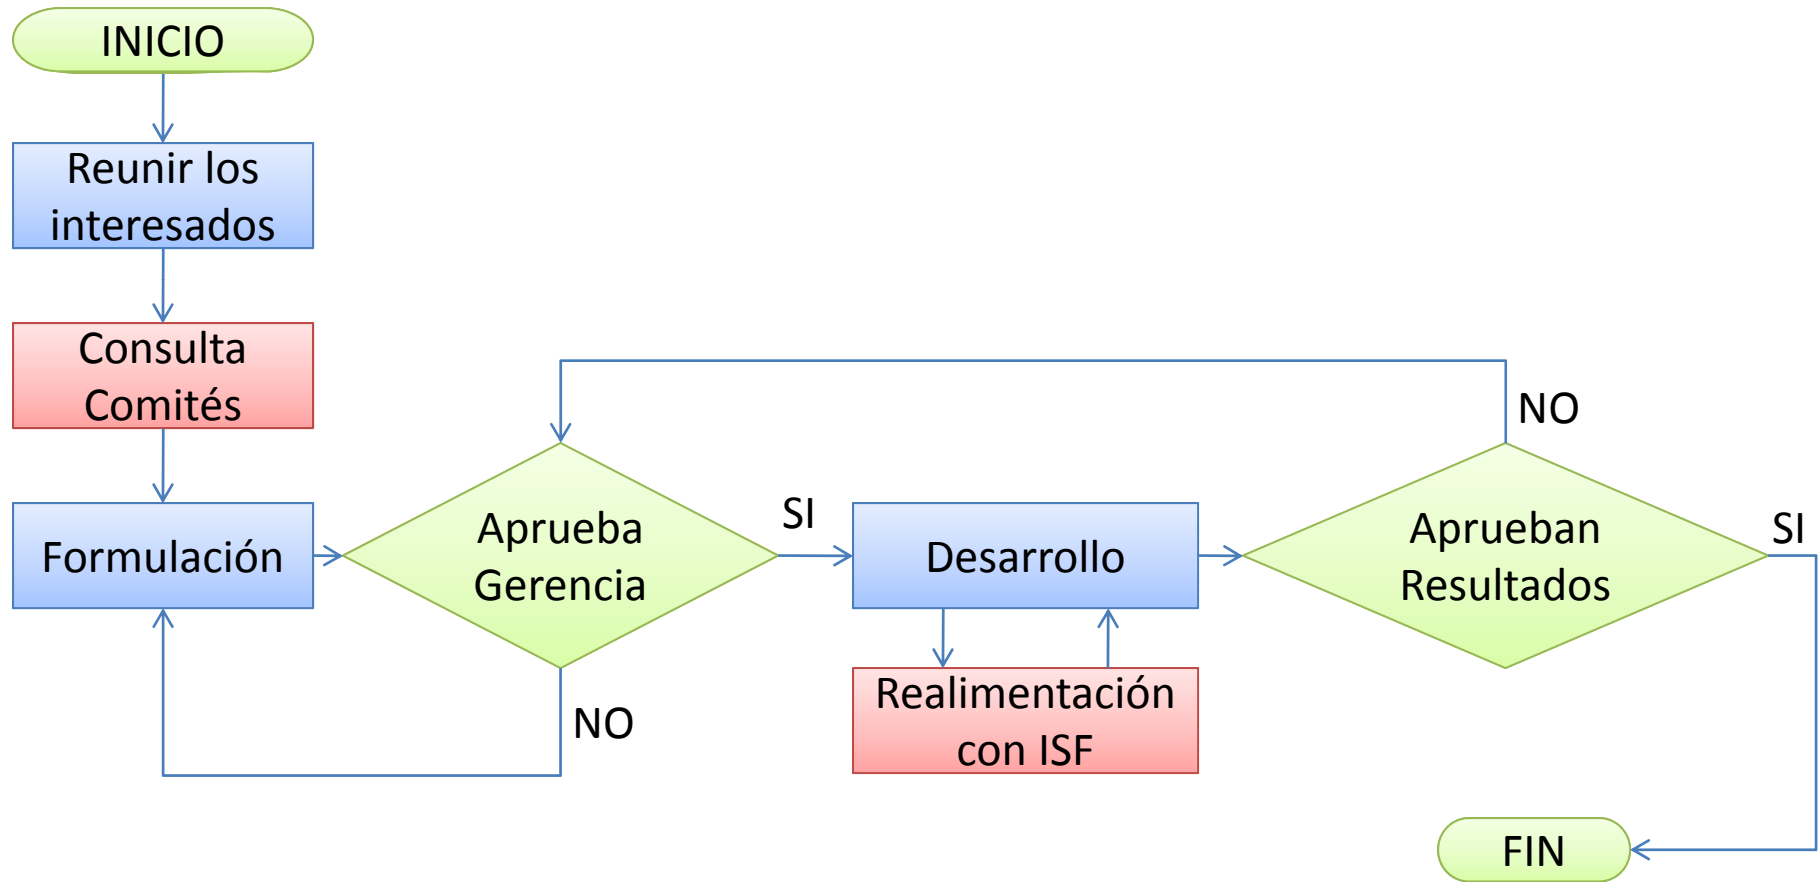 INICIO
Reunir los
interesados
Consulta
Comités
Formulación
Aprueba
Gerencia
SI
NO
Desarrollo
Realimentación
con ISF
Aprueban
Resultados
NO
SI
FIN